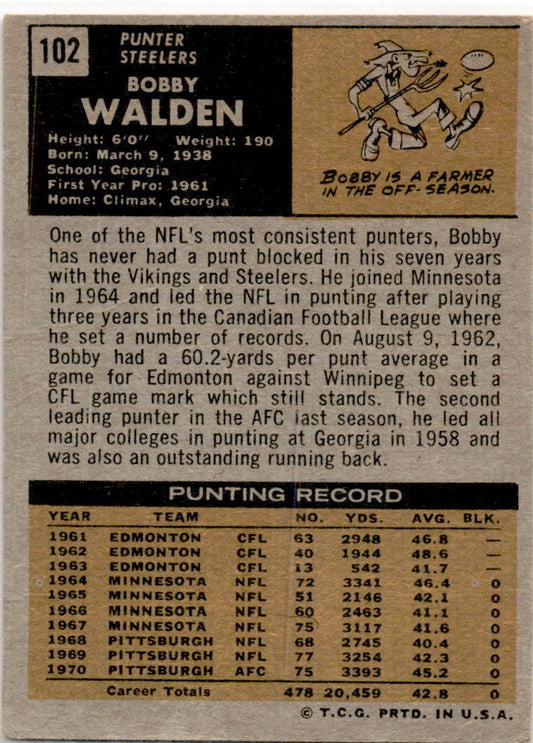 102
PUNTER
STEELERS
BOBBY
WALDEN
Height: 6'0" Weight: 190
Born: March 9, 1938
School: Georgia
First Year Pro: 1961
Home: Climax, Georgia
BOBBY IS A FARMER
IN THE OFF-SEASON.
One of the NFL's most consistent punters, Bobby
has never had a punt blocked in his seven years
with the Vikings and Steelers. He joined Minnesota
in 1964 and led the NFL in punting after playing
three years in the Canadian Football League where
he set a number of records. On August 9, 1962,
Bobby had a 60.2-yards per punt average in a
game for Edmonton against Winnipeg to set a
CFL game mark which still stands. The second
leading punter in the AFC last season, he led all
major colleges in punting at Georgia in 1958 and
was also an outstanding running back.
PUNTING RECORD
YEAR TEAM NO. YDS. AVG. BLK.
1961 EDMONTON CFL 63 2948 46.8 —
1962 EDMONTON CFL 40 1944 48.6 —
1963 EDMONTON CFL 13 542 41.7 —
1964 MINNESOTA NFL 72 3341 46.4 0
1965 MINNESOTA NFL 51 2146 42.1 0
1966 MINNESOTA NFL 60 2463 41.1 0
1967 MINNESOTA NFL 75 3117 41.6 0
1968 PITTSBURGH NFL 68 2745 40.4 0
1969 PITTSBURGH NFL 77 3254 42.3 0
1970 PITTSBURGH AFC 75 3393 45.2 0
Career Totals 478 20,459 42.8 0
© T.C.G. PRTD. IN U.S.A.